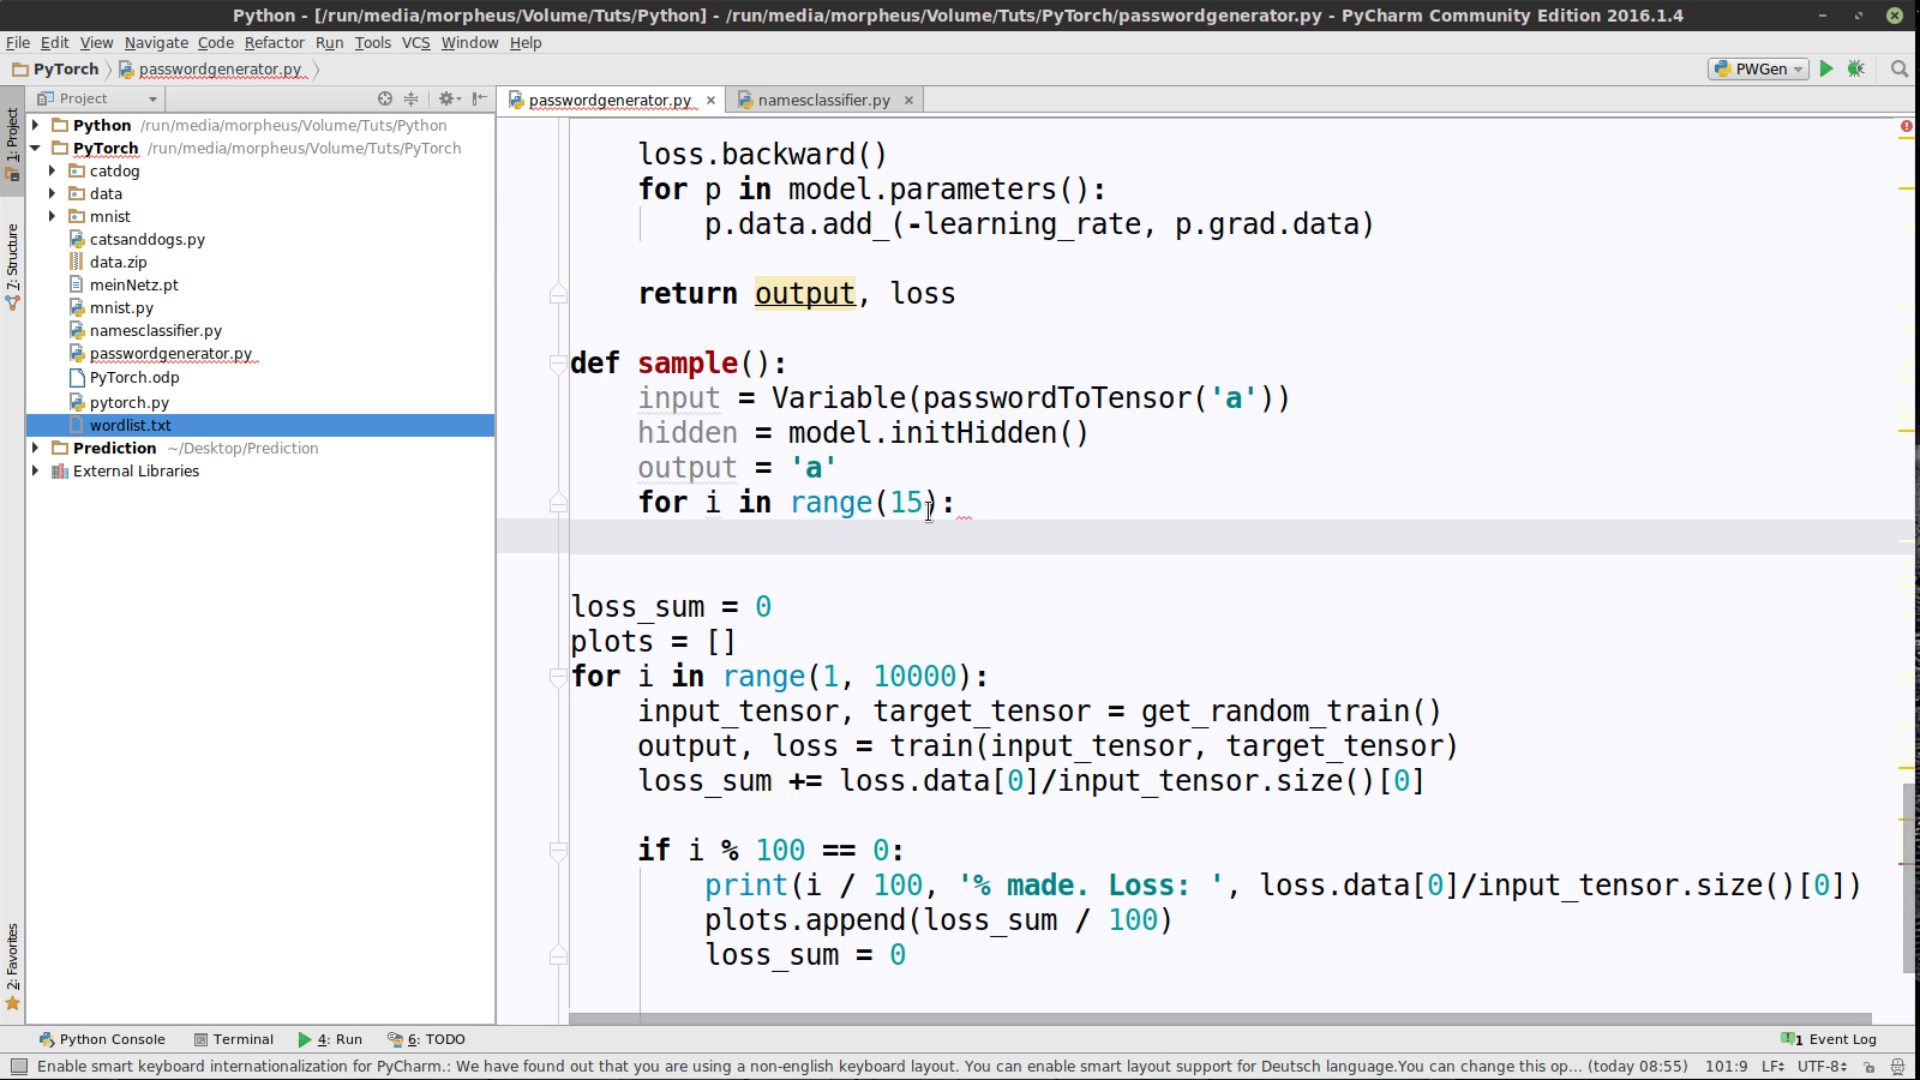 Python - [/run/media/morpheus/Volume/Tuts/Python] - /run/media/morpheus/Volume/Tuts/PyTorch/passwordgenerator.py - PyCharm Community Edition 2016.1.4
File Edit View Navigate Code Refactor Run Tools VCS Window Help
PyTorch passwordgenerator.py PWGen
Project passwordgenerator.py namesclassifier.py
1: Project
7: Structure
2: Favorites
Python /run/media/morpheus/Volume/Tuts/Python
PyTorch /run/media/morpheus/Volume/Tuts/PyTorch
catdog
data
mnist
catsanddogs.py
data.zip
meinNetz.pt
mnist.py
namesclassifier.py
passwordgenerator.py
PyTorch.odp
pytorch.py
wordlist.txt
Prediction ~/Desktop/Prediction
External Libraries
loss.backward()
for p in model.parameters():
p.data.add_(-learning_rate, p.grad.data)
return output, loss
def sample():
input = Variable(passwordToTensor('a'))
hidden = model.initHidden()
output = 'a'
for i in range(15):
loss_sum = 0
plots = []
for i in range(1, 10000):
input_tensor, target_tensor = get_random_train()
output, loss = train(input_tensor, target_tensor)
loss_sum += loss.data[0]/input_tensor.size()[0]
if i % 100 == 0:
print(i / 100, '% made. Loss: ', loss.data[0]/input_tensor.size()[0])
plots.append(loss_sum / 100)
loss_sum = 0
Python Console Terminal 4: Run 6: TODO 1 Event Log
Enable smart keyboard internationalization for PyCharm.: We have found out that you are using a non-english keyboard layout. You can enable smart layout support for Deutsch language.You can change this op... (today 08:55) 101:9 LF UTF-8